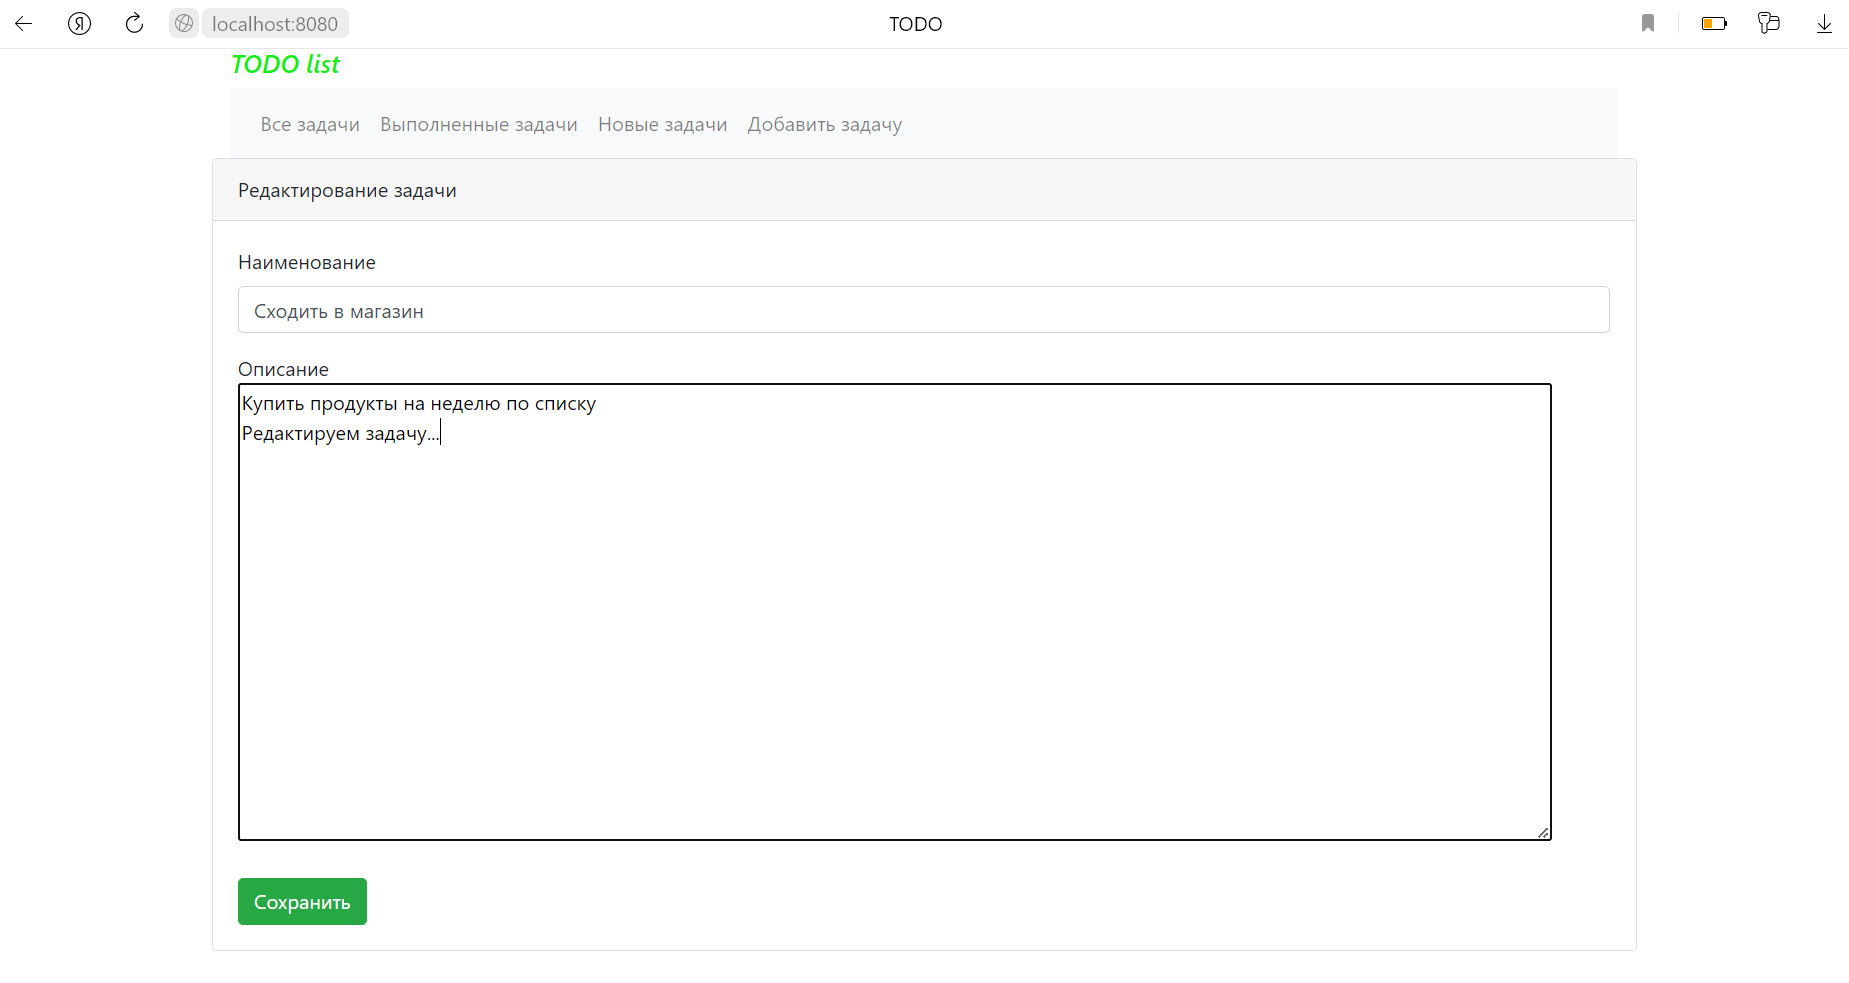 localhost:8080
TODO
TODO list
Все задачи Выполненные задачи Новые задачи Добавить задачу
Редактирование задачи
Наименование
Сходить в магазин
Описание
Купить продукты на неделю по списку
Редактируем задачу...
Сохранить